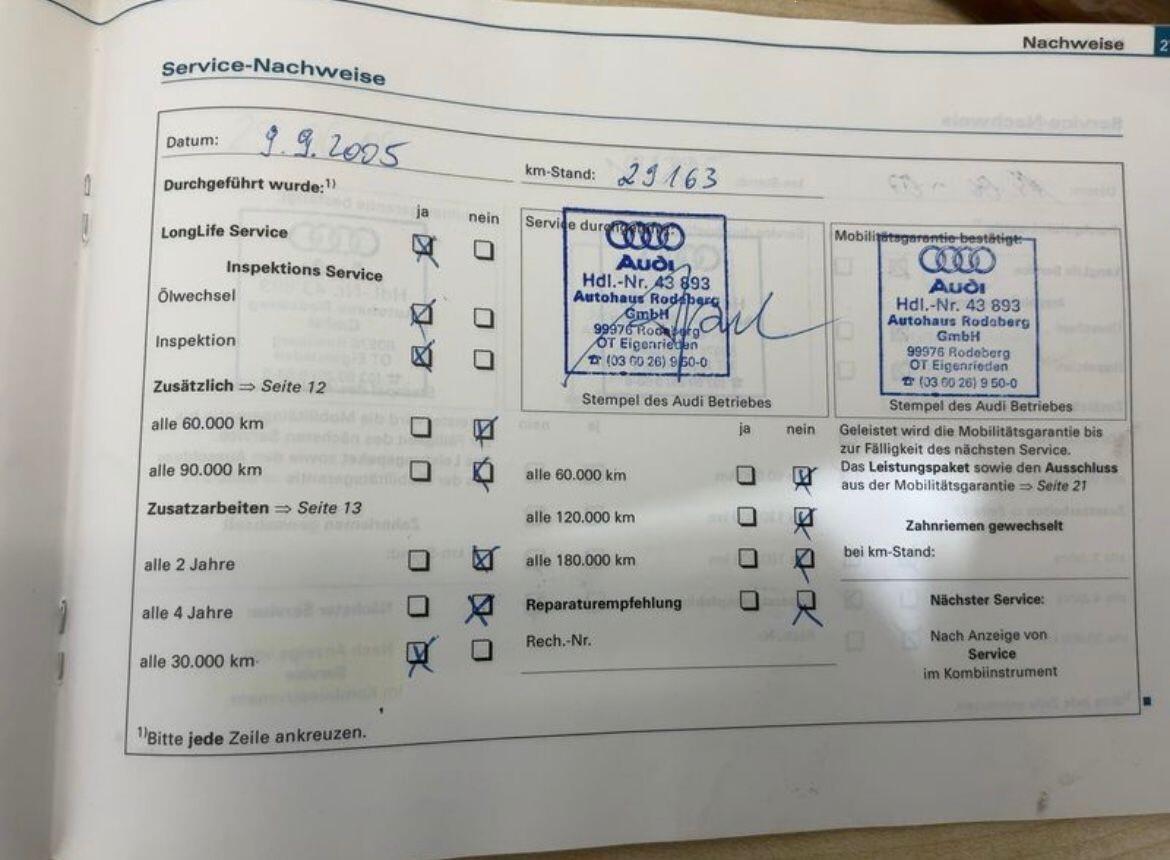 Nachweise 2
Service-Nachweise
Datum: 9.9.2005
km-Stand: 29163
Durchgeführt wurde:1)
ja nein
LongLife Service
Inspektions Service
Ölwechsel
Inspektion
Zusätzlich ⇒ Seite 12
alle 60.000 km
alle 90.000 km
Zusatzarbeiten ⇒ Seite 13
alle 2 Jahre
alle 4 Jahre
alle 30.000 km
Service durchgeführt:
Audi
Hdl.-Nr. 43 893
Autohaus Rodeberg
GmbH
99976 Rodeberg
OT Eigenrieden
☎ (03 60 26) 9 50-0
Stempel des Audi Betriebes
ja nein
alle 60.000 km
alle 120.000 km
alle 180.000 km
Reparaturempfehlung
Rech.-Nr.
Mobilitätsgarantie bestätigt:
Audi
Hdl.-Nr. 43 893
Autohaus Rodeberg
GmbH
99976 Rodeberg
OT Eigenrieden
☎ (03 60 26) 9 50-0
Stempel des Audi Betriebes
Geleistet wird die Mobilitätsgarantie bis
zur Fälligkeit des nächsten Service.
Das Leistungspaket sowie den Ausschluss
aus der Mobilitätsgarantie ⇒ Seite 21
Zahnriemen gewechselt
bei km-Stand:
Nächster Service:
Nach Anzeige von
Service
im Kombiinstrument
1)Bitte jede Zeile ankreuzen.